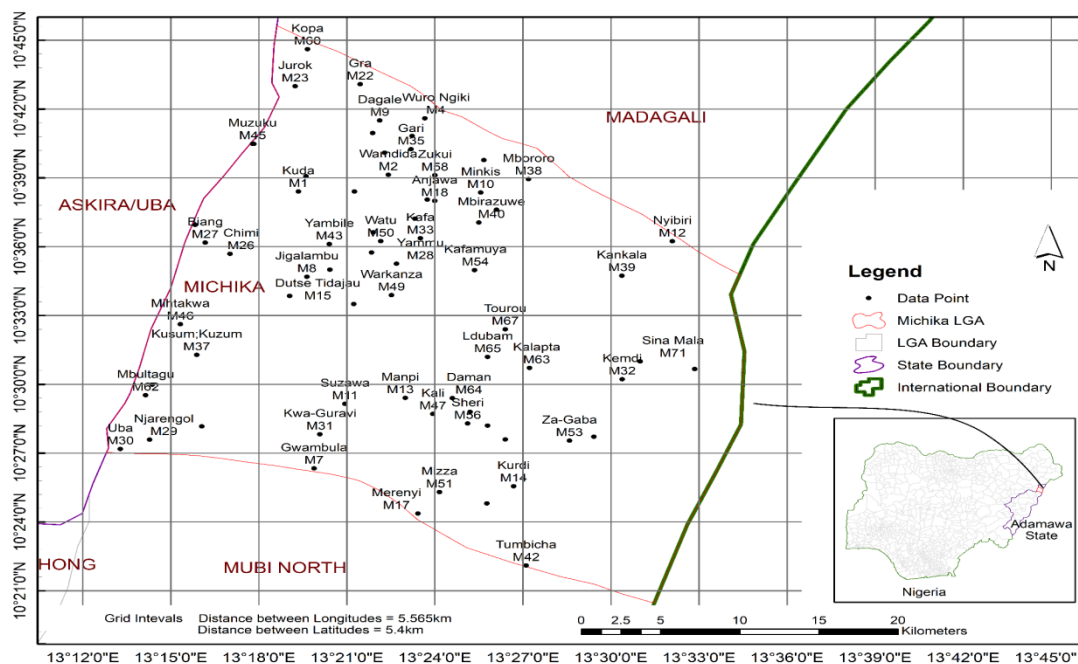 10°45'0"N
10°42'0"N
10°39'0"N
10°36'0"N
10°33'0"N
10°30'0"N
10°27'0"N
10°24'0"N
10°21'0"N
Kopa
M60
Jurok
M23
Gra
M22
Dagale
M9
Wuro Ngiki
M4
MADAGALI
Muzuku
M45
Gari
M35
Wamdida
M2
Zukui
M58
Mbororo
M38
Kuda
M1
Anjawa
M18
Minkis
M10
ASKIRA/UBA
Mbirazuwe
M40
Biang
M27
Chimi
M26
Yambile
M43
Watu
M50
Kafa
M33
Nyibiri
M12
Yammu
M28
Kafamuya
M54
Kankala
M39
Jigalambu
M8
MICHIKA
Dutse Tidajau
M15
Warkanza
M49
Mihtakwa
M46
Tourou
M67
Kusum;Kuzum
M37
Ldubam
M65
Kalapta
M63
Sina Mala
M71
Kemdi
M32
Mbultagu
M62
Suzawa
M11
Manpi
M13
Daman
M64
Kali
M47
Sheri
M56
Njarengol
M29
Uba
M30
Kwa-Guravi
M31
Za-Gaba
M53
Gwambula
M7
Mizza
M51
Kurdi
M14
Merenyi
M17
Tumbicha
M42
HONG
MUBI NORTH
N
Legend
Data Point
Michika LGA
LGA Boundary
State Boundary
International Boundary
Adamawa
State
Nigeria
Grid Intevals Distance between Longitudes = 5.565km
Distance between Latitudes = 5.4km
0 2.5 5 10 15 20
Kilometers
13°12'0"E 13°15'0"E 13°18'0"E 13°21'0"E 13°24'0"E 13°27'0"E 13°30'0"E 13°33'0"E 13°36'0"E 13°39'0"E 13°42'0"E 13°45'0"E